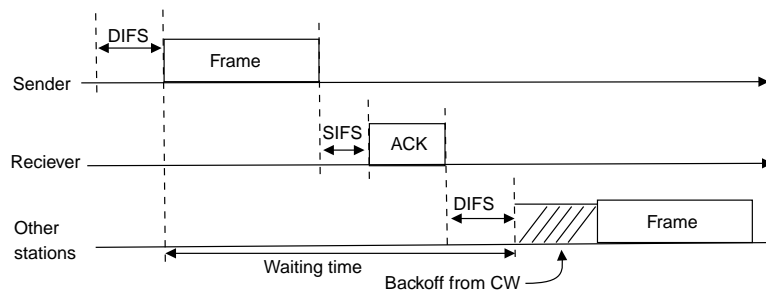 DIFS
Frame
Sender
SIFS
ACK
Reciever
DIFS
Frame
Other
stations
Waiting time
Backoff from CW